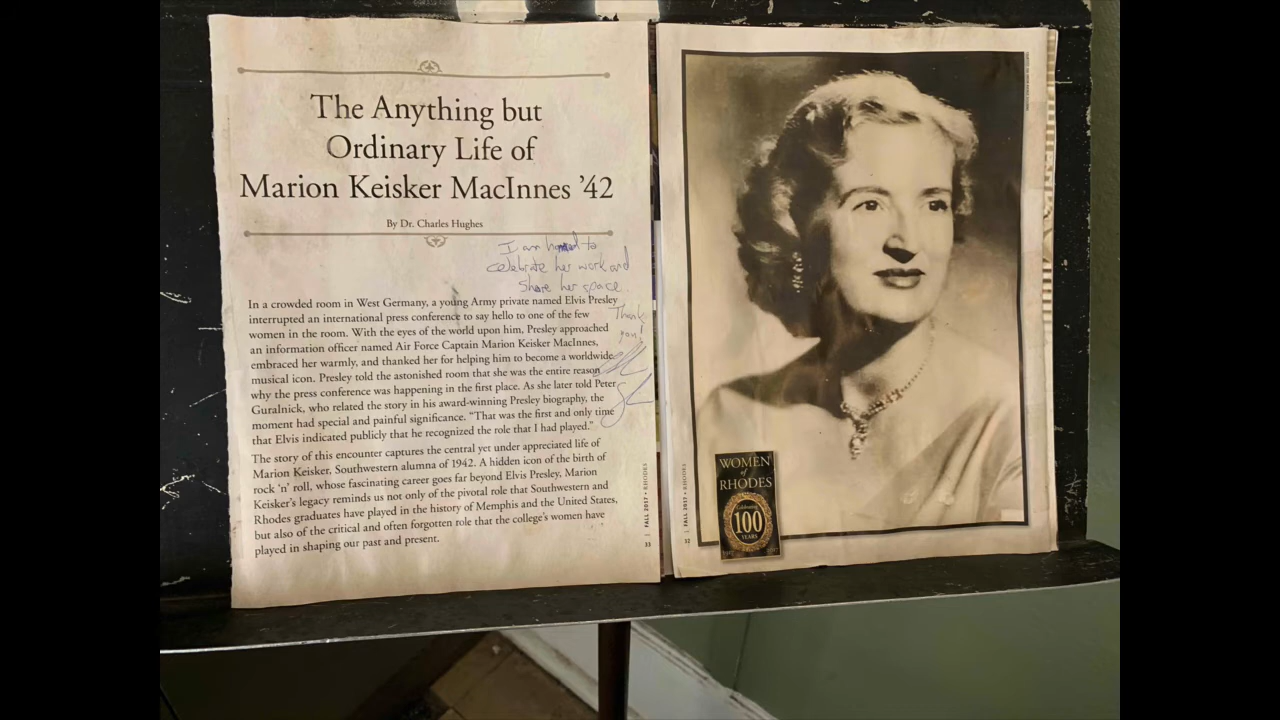 The Anything but
Ordinary Life of
Marion Keisker MacInnes ’42
By Dr. Charles Hughes
I am to
celebrate her work and
share her space
Thank
you!
In a crowded room in West Germany, a young Army private named Elvis Presley
interrupted an international press conference to say hello to one of the few
women in the room. With the eyes of the world upon him, Presley approached
an information officer named Air Force Captain Marion Keisker MacInnes,
embraced her warmly, and thanked her for helping him to become a worldwide
musical icon. Presley told the astonished room that she was the entire reason
why the press conference was happening in the first place. As she later told Peter
Guralnick, who related the story in his award-winning Presley biography, the
moment had special and painful significance. “That was the first and only time
that Elvis indicated publicly that he recognized the role that I had played.”
The story of this encounter captures the central yet under appreciated life of
Marion Keisker, Southwestern alumna of 1942. A hidden icon of the birth of
rock ’n’ roll, whose fascinating career goes far beyond Elvis Presley, Marion
Keisker’s legacy reminds us not only of the pivotal role that Southwestern and
Rhodes graduates have played in the history of Memphis and the United States,
but also of the critical and often forgotten role that the college’s women have
played in shaping our past and present.
33 | FALL 2017 • RHODES
32 | FALL 2017 • RHODES
WOMEN
of
RHODES
Celebrating
100
YEARS